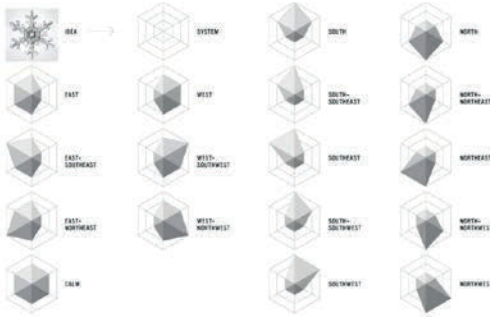 IDEA
SYSTEM
SOUTH
NORTH
EAST
WEST
SOUTH-
SOUTHEAST
NORTH-
NORTHEAST
EAST-
SOUTHEAST
WEST-
SOUTHWEST
SOUTHEAST
NORTHEAST
EAST-
NORTHEAST
WEST-
NORTHWEST
SOUTH-
SOUTHWEST
NORTH-
NORTHWEST
CALM
SOUTHWEST
NORTHWEST